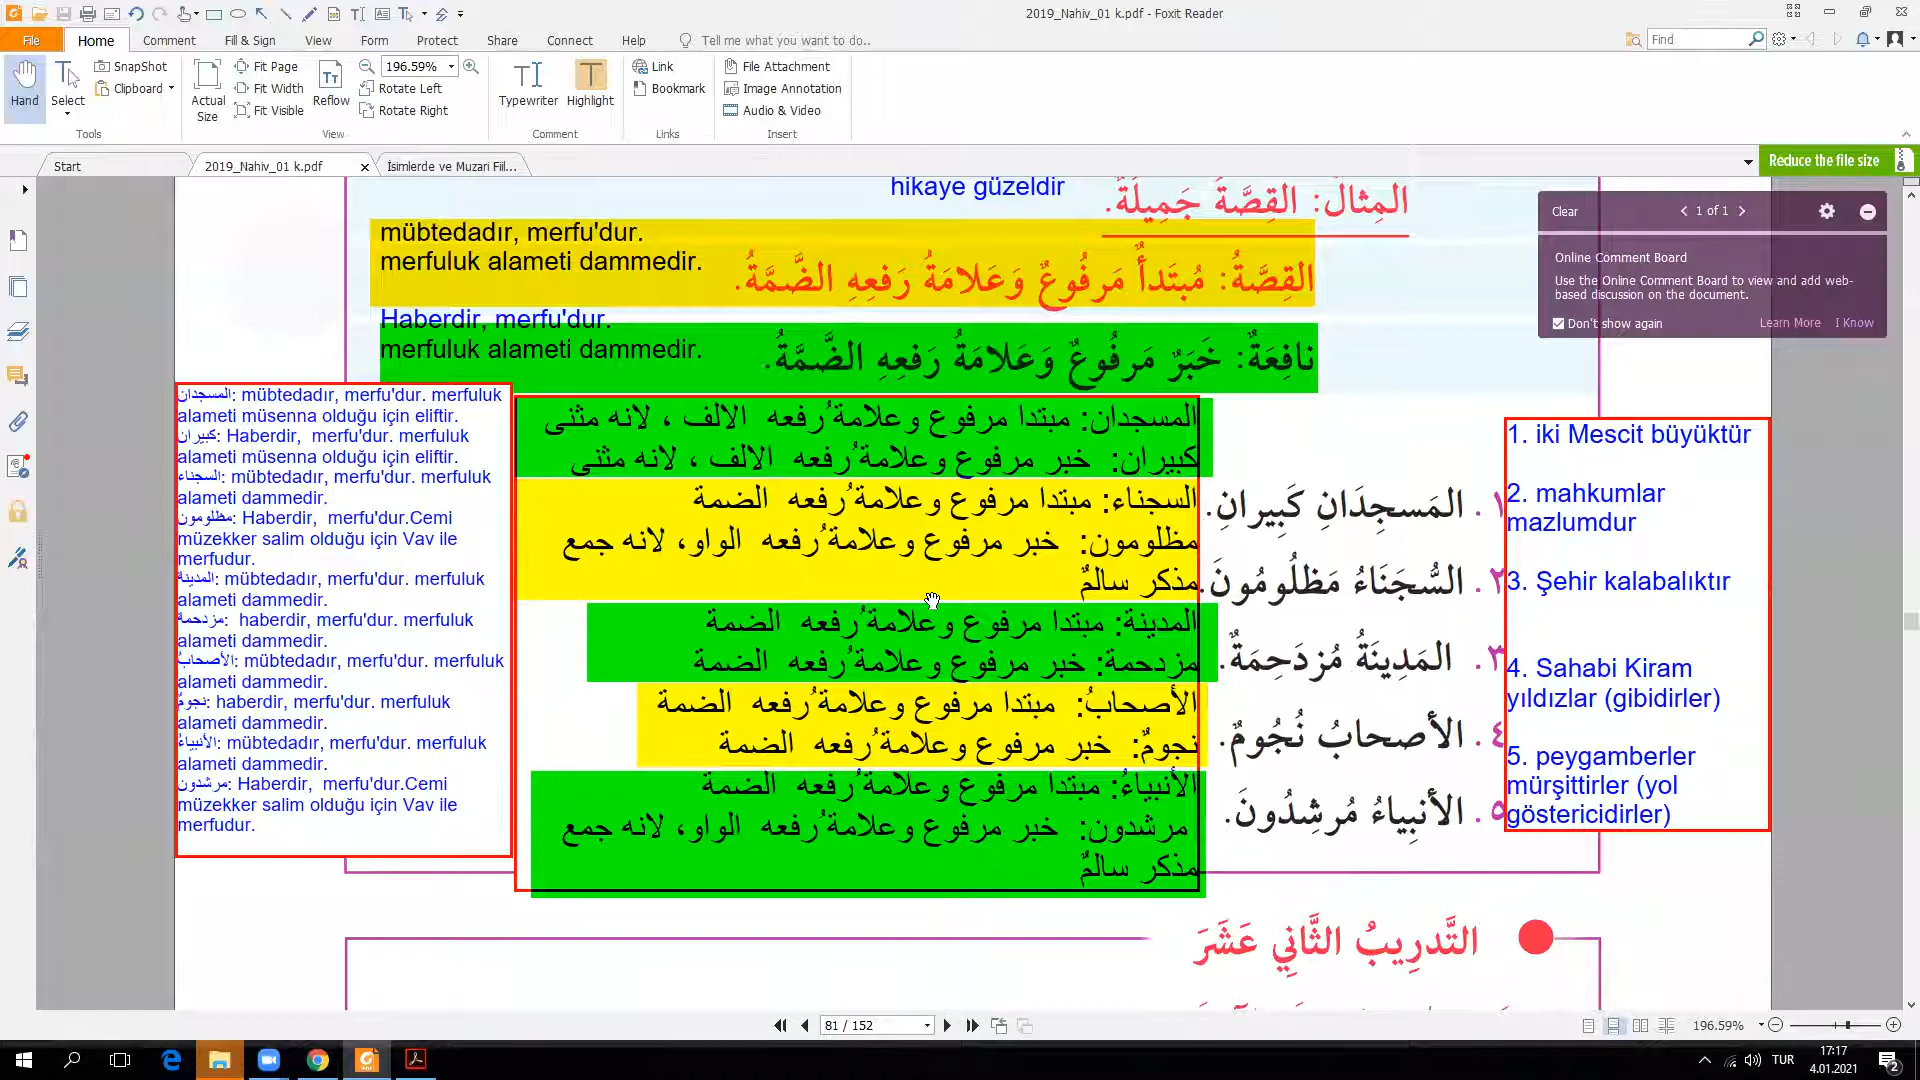 2019_Nahiv_01 k.pdf - Foxit Reader
File Home Comment Fill & Sign View Form Protect Share Connect Help Tell me what you want to do.. Find
Hand
Select
SnapShot
Clipboard
Tools
Actual Size
Fit Page
Fit Width
Fit Visible
Reflow
196.59%
Rotate Left
Rotate Right
View
Typewriter
Highlight
Comment
Link
Bookmark
Links
File Attachment
Image Annotation
Audio & Video
Insert
Start 2019_Nahiv_01 k.pdf İsimlerde ve Muzari Fiil...
Reduce the file size
Clear 1 of 1
Online Comment Board
Use the Online Comment Board to view and add web-
based discussion on the document.
Don't show again Learn More I Know
hikaye güzeldir
المِثالُ: القِصَّةُ جَمِيلَةٌ.
mübtedadır, merfu'dur.
merfuluk alameti dammedir.
القِصَّةُ: مُبْتَدأٌ مَرفُوعٌ وَعَلامَةُ رَفعِهِ الضَّمَّةُ.
Haberdir, merfu'dur.
merfuluk alameti dammedir.
نافِعَةٌ: خَبَرٌ مَرفُوعٌ وَعَلامَةُ رَفعِهِ الضَّمَّةُ.
المسجدان: mübtedadır, merfu'dur. merfuluk
alameti müsenna olduğu için eliftir.
كبيران: Haberdir, merfu'dur. merfuluk
alameti müsenna olduğu için eliftir.
السجناء: mübtedadır, merfu'dur. merfuluk
alameti dammedir.
مظلومون: Haberdir, merfu'dur.Cemi
müzekker salim olduğu için Vav ile
merfudur.
المدينة: mübtedadır, merfu'dur. merfuluk
alameti dammedir.
مزدحمة: haberdir, merfu'dur. merfuluk
alameti dammedir.
الأصحابُ: mübtedadır, merfu'dur. merfuluk
alameti dammedir.
نجومٌ: haberdir, merfu'dur. merfuluk
alameti dammedir.
الأنبياءُ: mübtedadır, merfu'dur. merfuluk
alameti dammedir.
مرشدون: Haberdir, merfu'dur.Cemi
müzekker salim olduğu için Vav ile
merfudur.
المسجدان: مبتدا مرفوع وعلامةُ رفعه الالف ، لانه مثنى
كبيران: خبر مرفوع وعلامةُ رفعه الالف ، لانه مثنى
السجناء: مبتدا مرفوع وعلامةُ رفعه الضمة
مظلومون: خبر مرفوع وعلامةُ رفعه الواو، لانه جمع
مذكر سالمٌ
المدينة: مبتدا مرفوع وعلامةُ رفعه الضمة
مزدحمة: خبر مرفوع وعلامةُ رفعه الضمة
الأصحابُ: مبتدا مرفوع وعلامةُ رفعه الضمة
نجومٌ: خبر مرفوع وعلامةُ رفعه الضمة
الأنبياءُ: مبتدا مرفوع وعلامةُ رفعه الضمة
مرشدون: خبر مرفوع وعلامةُ رفعه الواو، لانه جمع
مذكر سالمٌ
١. المَسجِدَانِ كَبِيرانِ.
٢. السُّجَنَاءُ مَظلُومُونَ.
٣. المَدِينَةُ مُزدَحِمَةٌ.
٤. الأصحابُ نُجُومٌ.
٥. الأنبِياءُ مُرشِدُونَ.
1. iki Mescit büyüktür
2. mahkumlar
mazlumdur
3. Şehir kalabalıktır
4. Sahabi Kiram
yıldızlar (gibidirler)
5. peygamberler
mürşittirler (yol
göstericidirler)
التَّدرِيبُ الثَّانِي عَشَرَ
81 / 152
196.59%
TUR
17:17
4.01.2021
2